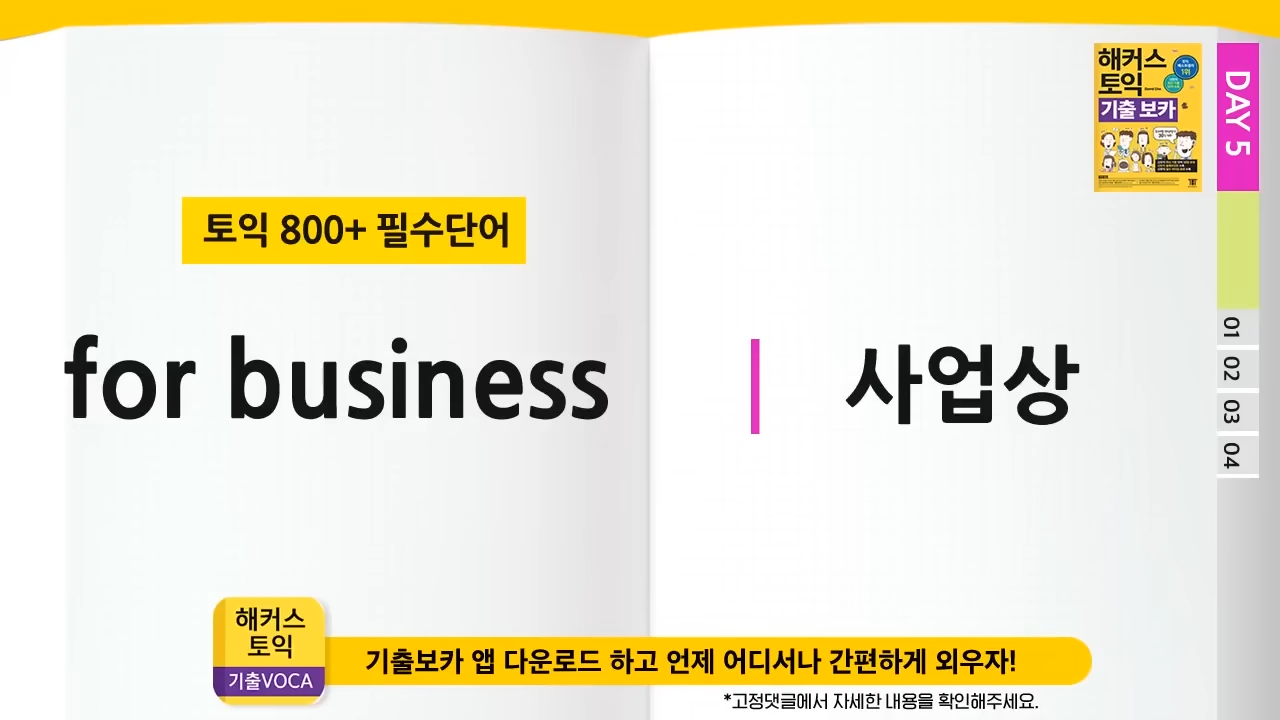 해커스
토익
기출 보카
1위
DAY 5
토익 800+ 필수단어
for business
사업상
01
02
03
04
해커스
토익
기출VOCA
기출보카 앱 다운로드 하고 언제 어디서나 간편하게 외우자!
*고정댓글에서 자세한 내용을 확인해주세요.